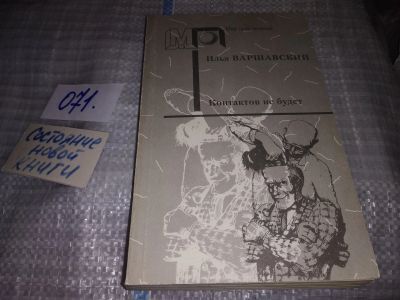 Илья ВАРШАВСКИЙ
Контактов не будет
071.
СОСТОЯНИЕ
НОВОЙ
КНИГИ